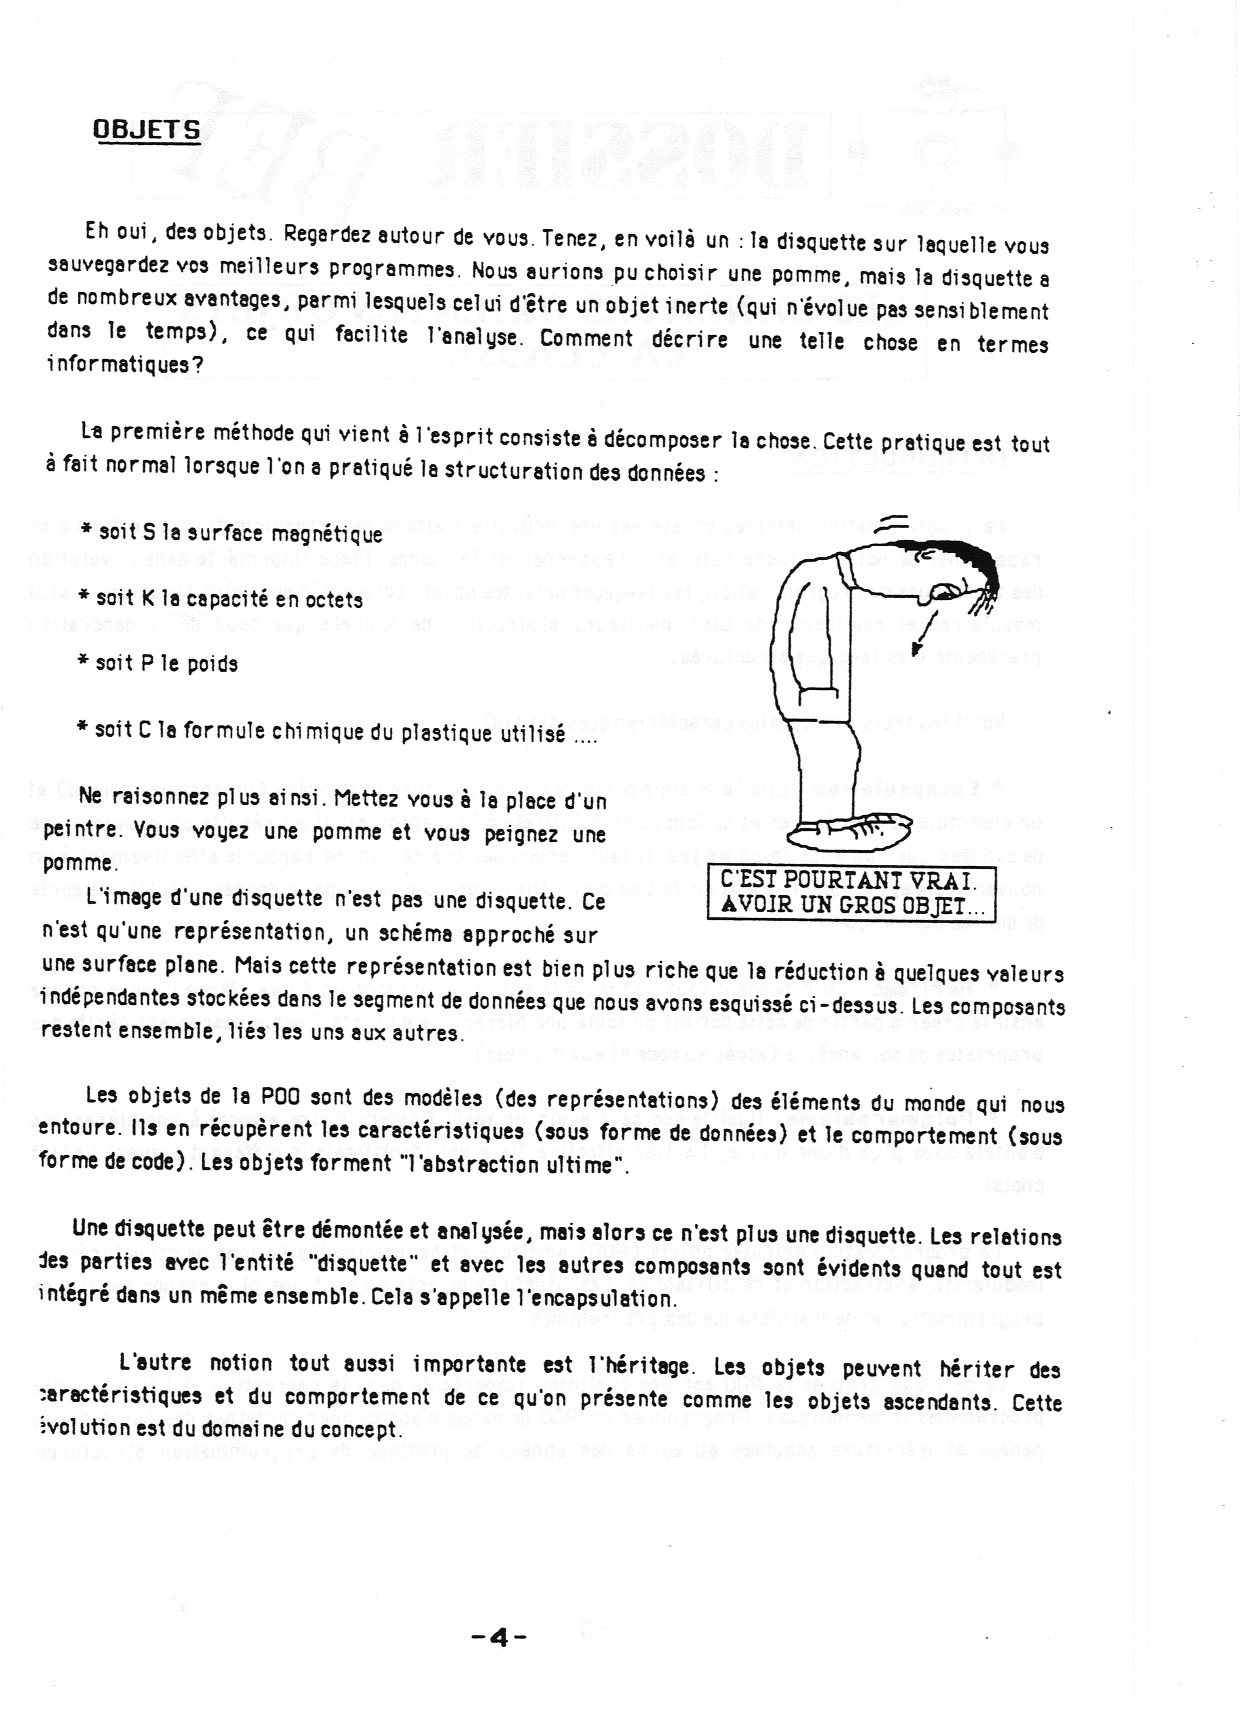 OBJETS
Eh oui, des objets. Regardez autour de vous. Tenez, en voilà un : la disquette sur laquelle vous
sauvegardez vos meilleurs programmes. Nous aurions pu choisir une pomme, mais la disquette a
de nombreux avantages, parmi lesquels celui d'être un objet inerte (qui n'évolue pas sensiblement
dans le temps), ce qui facilite l'analyse. Comment décrire une telle chose en termes
informatiques?
La première méthode qui vient à l'esprit consiste à décomposer la chose. Cette pratique est tout
à fait normal lorsque l'on a pratiqué la structuration des données :
* soit S la surface magnétique
* soit K la capacité en octets
* soit P le poids
* soit C la formule chimique du plastique utilisé ....
Ne raisonnez plus ainsi. Mettez vous à la place d'un
peintre. Vous voyez une pomme et vous peignez une
pomme.
L'image d'une disquette n'est pas une disquette. Ce
n'est qu'une représentation, un schéma approché sur
une surface plane. Mais cette représentation est bien plus riche que la réduction à quelques valeurs
indépendantes stockées dans le segment de données que nous avons esquissé ci-dessus. Les composants
restent ensemble, liés les uns aux autres.
C'EST POURTANT VRAI.
AVOIR UN GROS OBJET...
Les objets de la POO sont des modèles (des représentations) des éléments du monde qui nous
entoure. Ils en récupèrent les caractéristiques (sous forme de données) et le comportement (sous
forme de code). Les objets forment "l'abstraction ultime".
Une disquette peut être démontée et analysée, mais alors ce n'est plus une disquette. Les relations
des parties avec l'entité "disquette" et avec les autres composants sont évidents quand tout est
intégré dans un même ensemble. Cela s'appelle l'encapsulation.
L'autre notion tout aussi importante est l'héritage. Les objets peuvent hériter des
caractéristiques et du comportement de ce qu'on présente comme les objets ascendants. Cette
évolution est du domaine du concept.
-4-